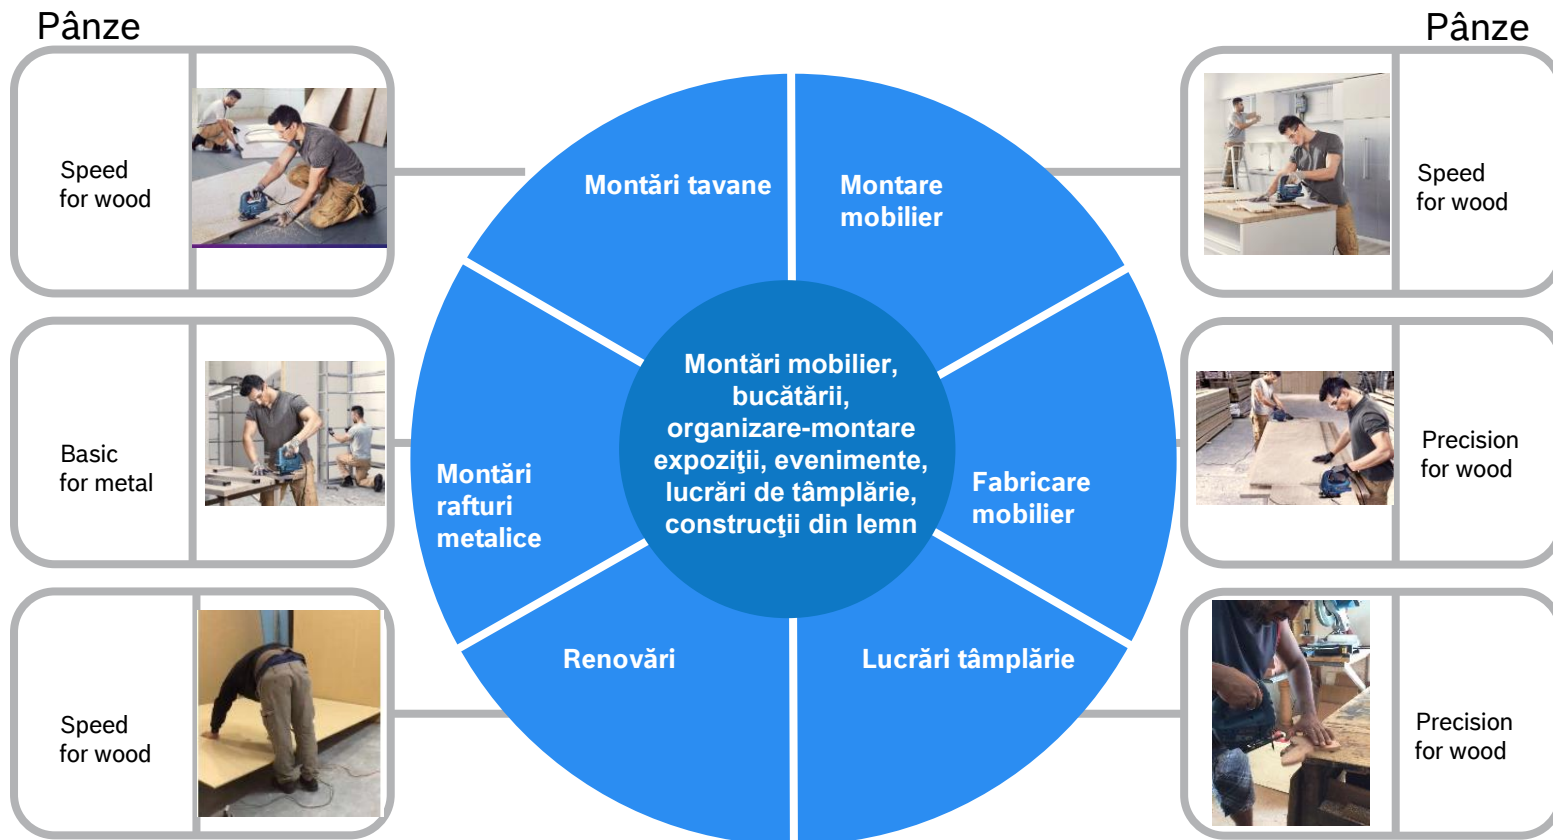 Pânze
Pânze
Speed
for wood
Montări tavane
Montare
mobilier
Speed
for wood
Basic
for metal
Montări
rafturi
metalice
Montări mobilier,
bucătării,
organizare-montare
expoziţii, evenimente,
lucrări de tâmplărie,
construcţii din lemn
Fabricare
mobilier
Precision
for wood
Speed
for wood
Renovări
Lucrări tâmplărie
Precision
for wood